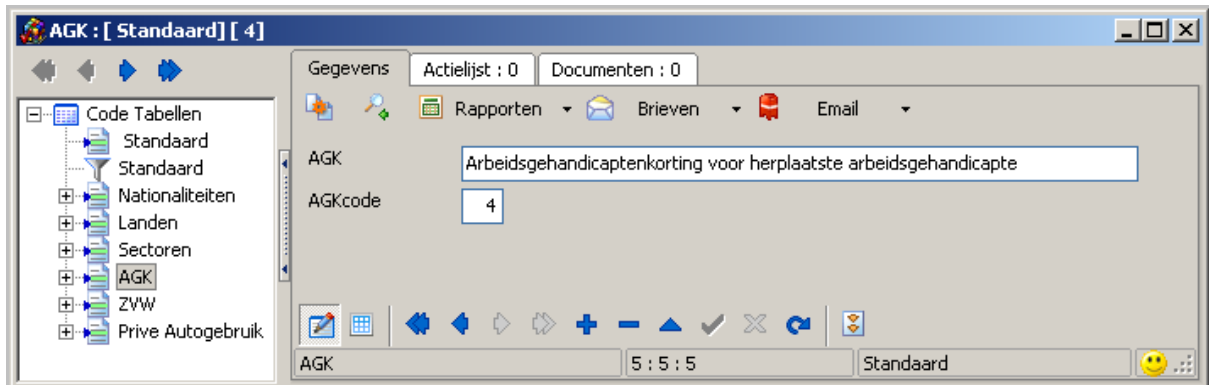 AGK : [ Standaard] [ 4]
Gegevens
Actielijst : 0
Documenten : 0
Rapporten
Brieven
Email
Code Tabellen
Standaard
Standaard
Nationaliteiten
Landen
Sectoren
AGK
ZVW
Prive Autogebruik
AGK
Arbeidsgehandicaptenkorting voor herplaatste arbeidsgehandicapte
AGKcode
4
AGK
5 : 5 : 5
Standaard